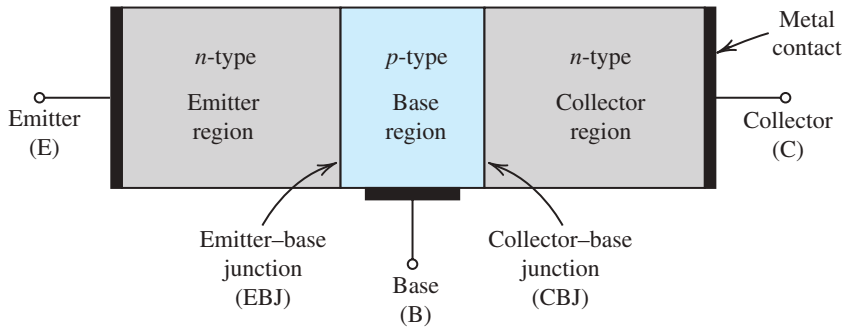 n-type
Emitter
region
p-type
Base
region
n-type
Collector
region
Metal
contact
Emitter
(E)
Collector
(C)
Emitter–base
junction
(EBJ)
Base
(B)
Collector–base
junction
(CBJ)